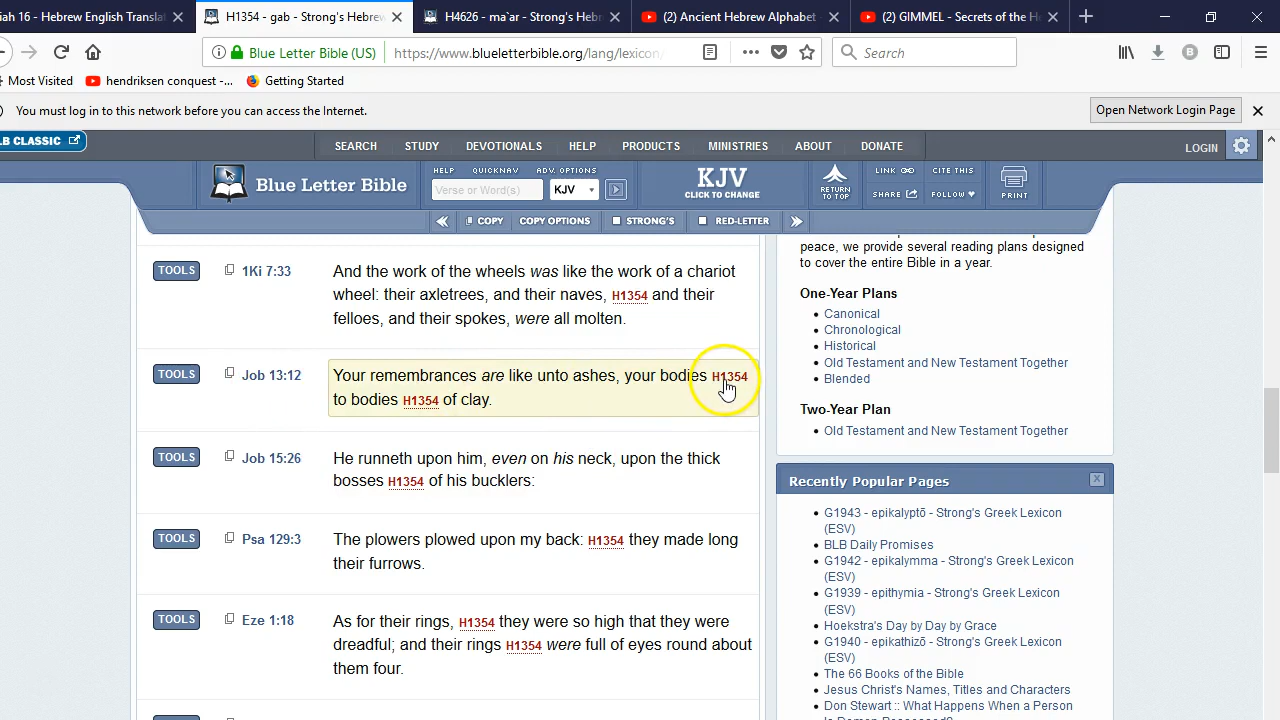 iah 16 - Hebrew English Translat
H1354 - gab - Strong's Hebrew
H4626 - ma`ar - Strong's Hebr
(2) Ancient Hebrew Alphabet -
(2) GIMMEL - Secrets of the H
Blue Letter Bible (US)
https://www.blueletterbible.org/lang/lexicon
Search
Most Visited
hendriksen conquest -...
Getting Started
You must log in to this network before you can access the Internet.
Open Network Login Page
LB CLASSIC
SEARCH
STUDY
DEVOTIONALS
HELP
PRODUCTS
MINISTRIES
ABOUT
DONATE
LOGIN
Blue Letter Bible
HELP
QUICKNAV
ADV. OPTIONS
Verse or Word(s)
KJV
KJV
CLICK TO CHANGE
RETURN
TO TOP
LINK
CITE THIS
SHARE
FOLLOW
PRINT
COPY
COPY OPTIONS
STRONG'S
RED-LETTER
TOOLS
1Ki 7:33
And the work of the wheels was like the work of a chariot
wheel: their axletrees, and their naves, H1354 and their
felloes, and their spokes, were all molten.
TOOLS
Job 13:12
Your remembrances are like unto ashes, your bodies H1354
to bodies H1354 of clay.
TOOLS
Job 15:26
He runneth upon him, even on his neck, upon the thick
bosses H1354 of his bucklers:
TOOLS
Psa 129:3
The plowers plowed upon my back: H1354 they made long
their furrows.
TOOLS
Eze 1:18
As for their rings, H1354 they were so high that they were
dreadful; and their rings H1354 were full of eyes round about
them four.
peace, we provide several reading plans designed
to cover the entire Bible in a year.
One-Year Plans
Canonical
Chronological
Historical
Old Testament and New Testament Together
Blended
Two-Year Plan
Old Testament and New Testament Together
Recently Popular Pages
G1943 - epikalyptō - Strong's Greek Lexicon
(ESV)
BLB Daily Promises
G1942 - epikalymma - Strong's Greek Lexicon
(ESV)
G1939 - epithymia - Strong's Greek Lexicon
(ESV)
Hoekstra's Day by Day by Grace
G1940 - epikathizō - Strong's Greek Lexicon
(ESV)
The 66 Books of the Bible
Jesus Christ's Names, Titles and Characters
Don Stewart :: What Happens When a Person